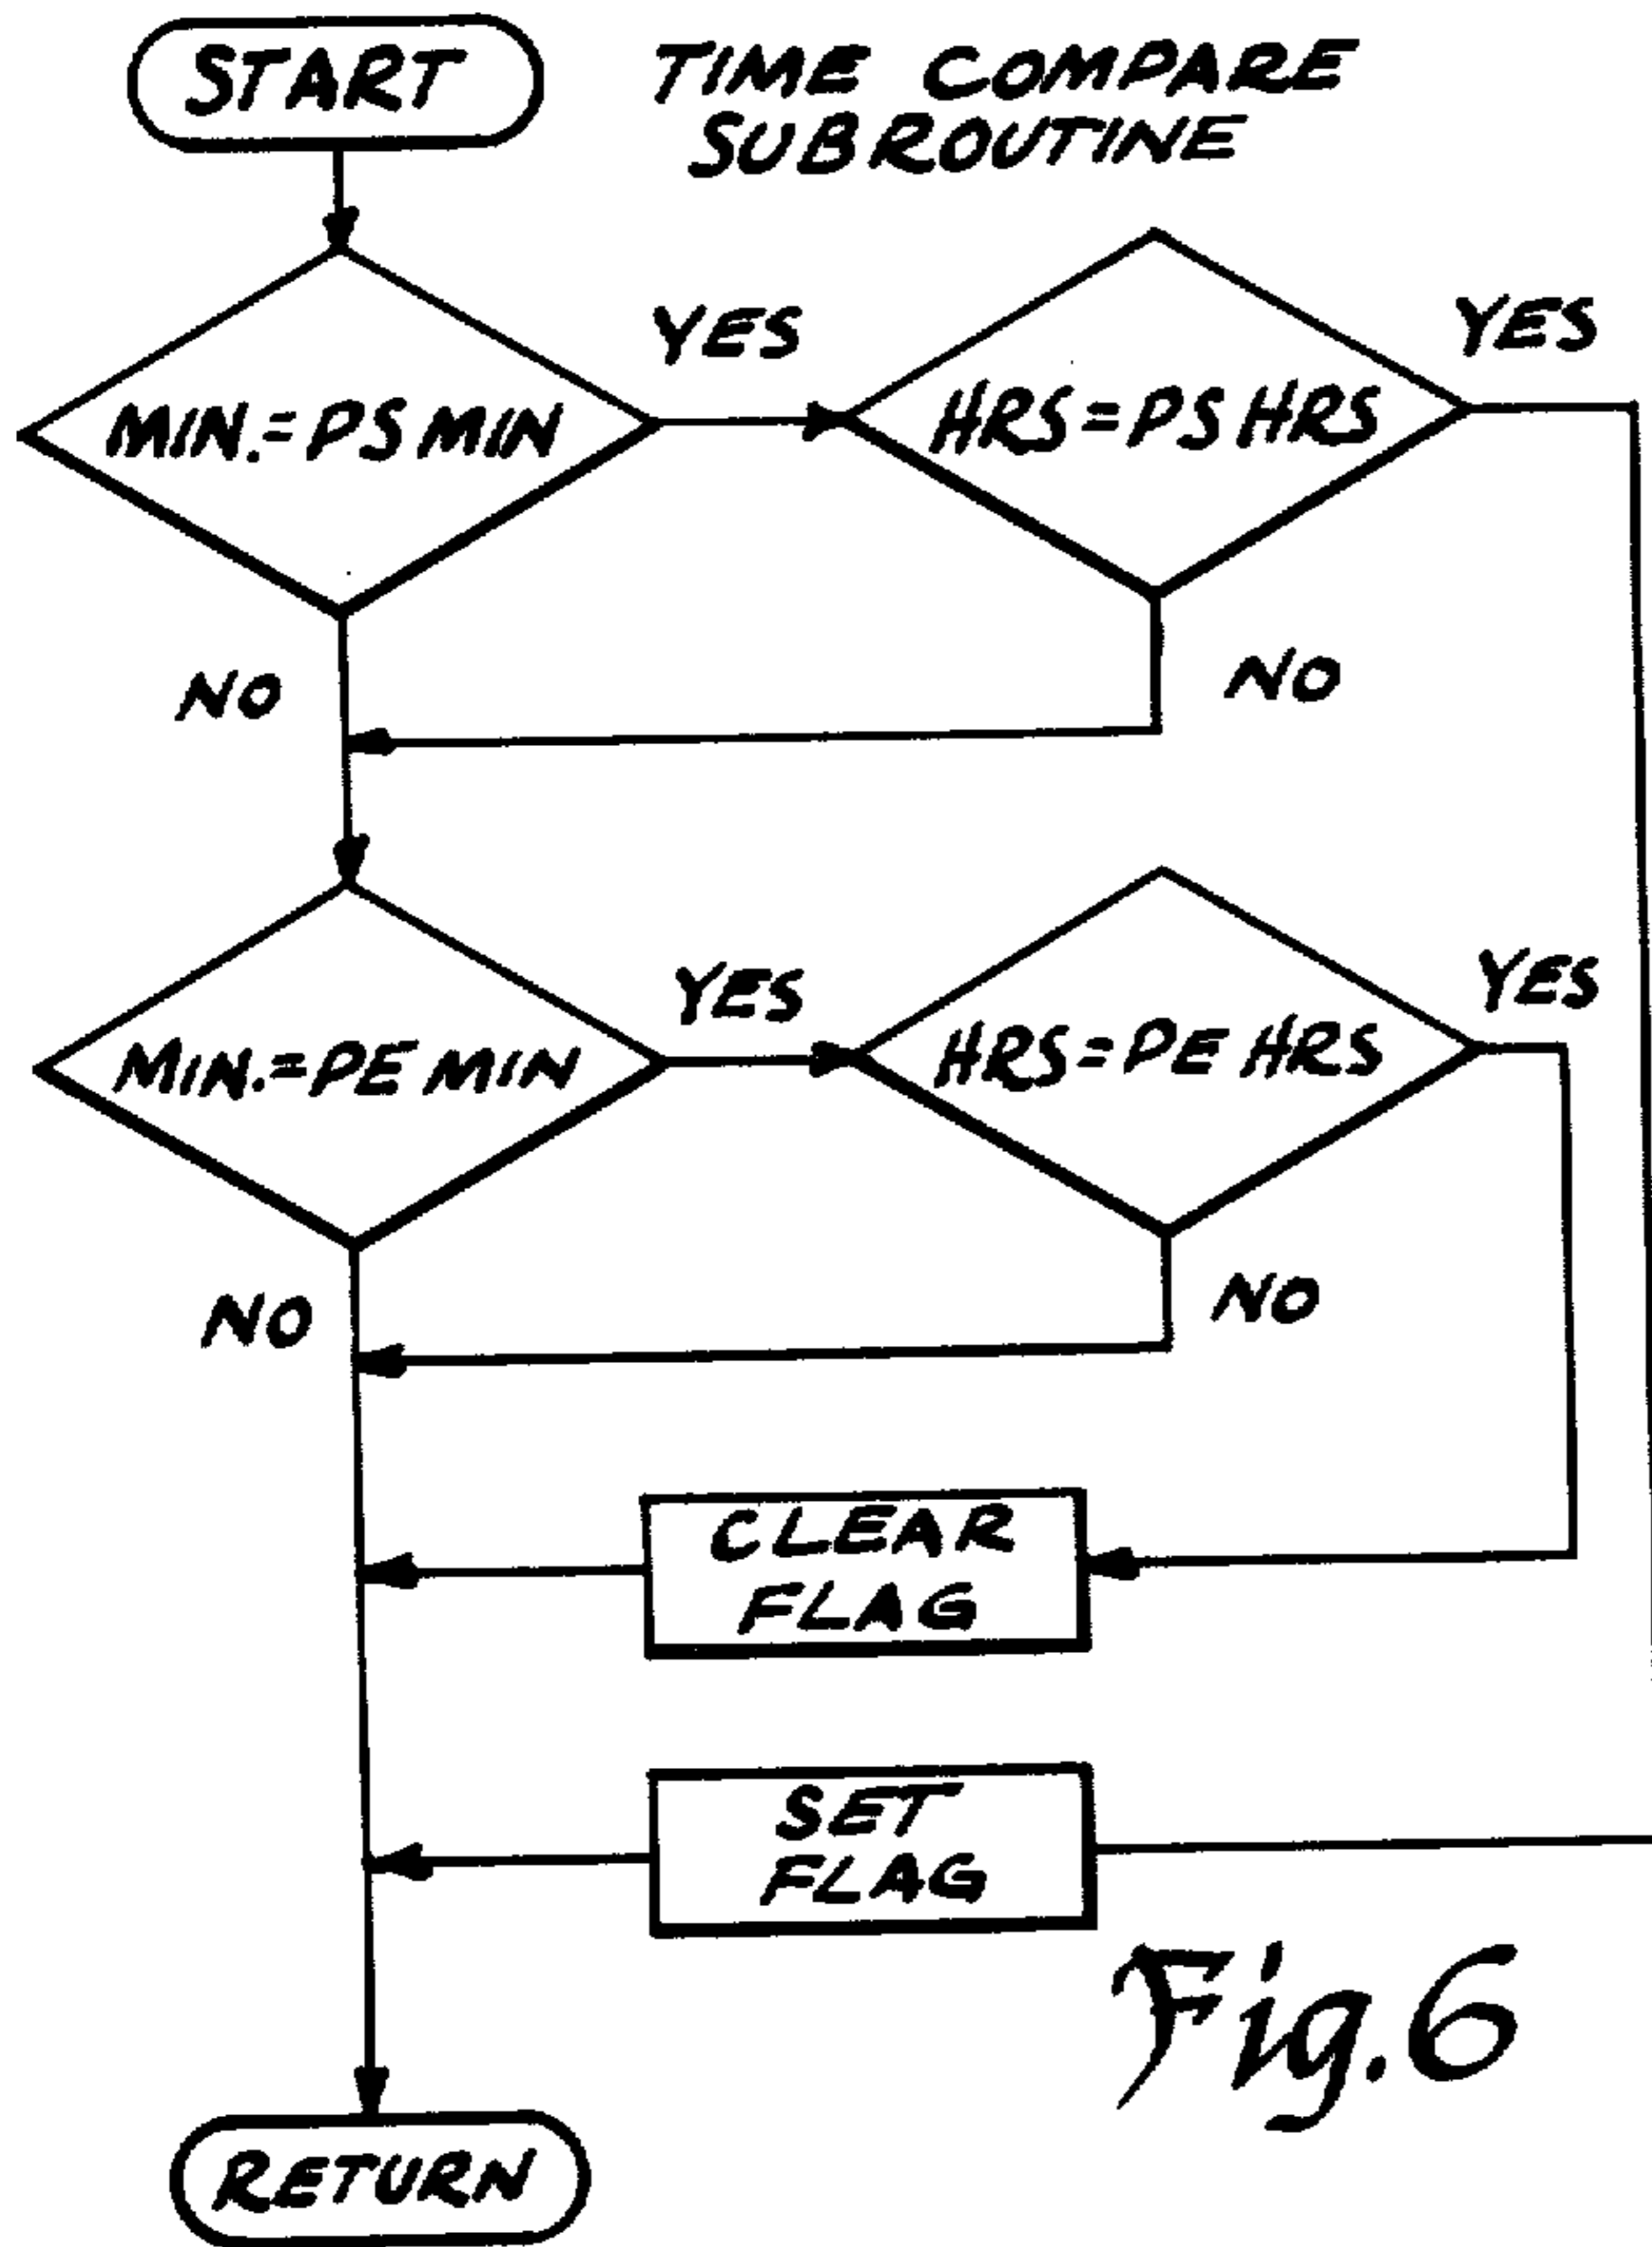 START
TIME COMPARE
SUBROUTINE
MIN.=PS MIN
YES
HRS=PS HRS
YES
NO
NO
MIN.=PE MIN
YES
HRS=PE HRS
YES
NO
NO
CLEAR
FLAG
SET
FLAG
RETURN
Fig.6